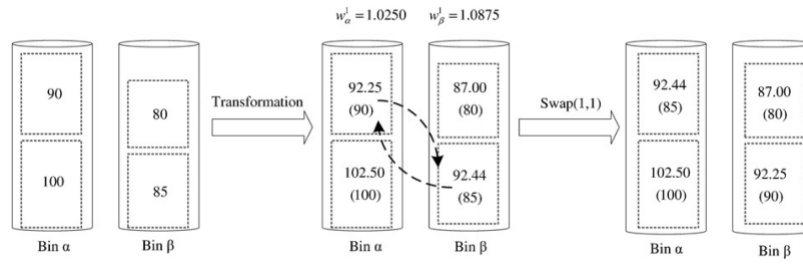 w¹α = 1.0250
w¹β = 1.0875
90
100
Bin α
80
85
Bin β
Transformation
92.25
(90)
102.50
(100)
Bin α
87.00
(80)
92.44
(85)
Bin β
Swap(1,1)
92.44
(85)
102.50
(100)
Bin α
87.00
(80)
92.25
(90)
Bin β